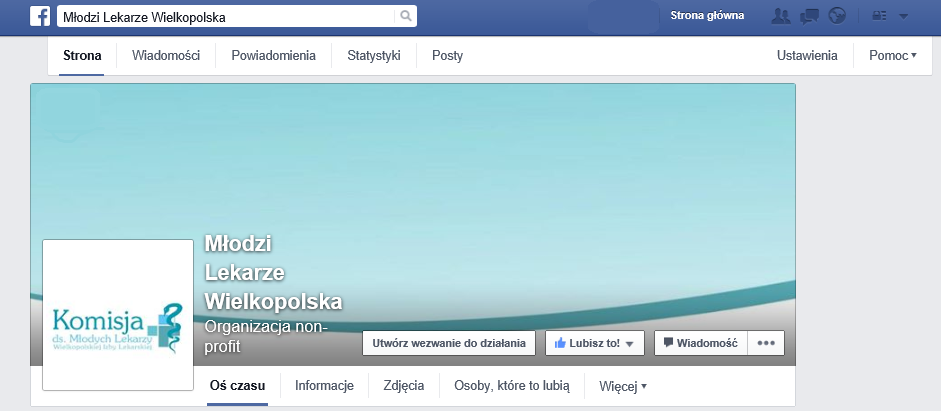 f Młodzi Lekarze Wielkopolska Strona główna
Strona Wiadomości Powiadomienia Statystyki Posty Ustawienia Pomoc
Młodzi
Lekarze
Wielkopolska
Organizacja non-
profit
Komisja
ds. Młodych Lekarzy
Wielkopolskiej Izby Lekarskiej
Utwórz wezwanie do działania Lubisz to! Wiadomość •••
Oś czasu Informacje Zdjęcia Osoby, które to lubią Więcej